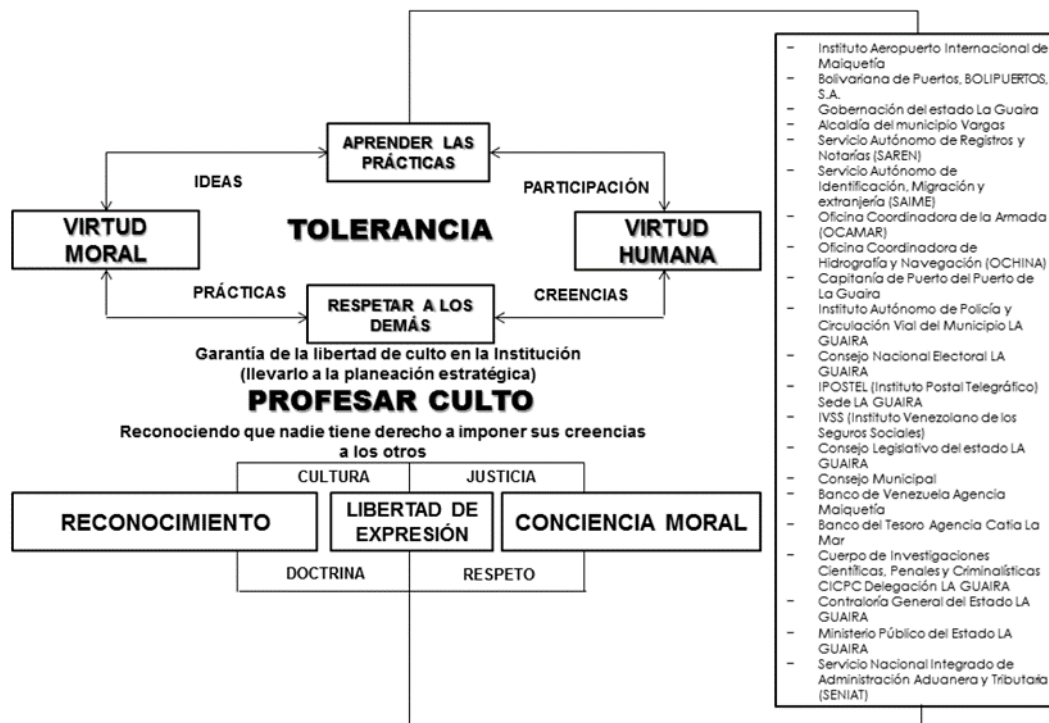 APRENDER LAS
PRÁCTICAS
IDEAS
PARTICIPACIÓN
VIRTUD
MORAL
TOLERANCIA
VIRTUD
HUMANA
PRÁCTICAS
CREENCIAS
RESPETAR A LOS
DEMÁS
Garantía de la libertad de culto en la Institución
(llevarlo a la planeación estratégica)
PROFESAR CULTO
Reconociendo que nadie tiene derecho a imponer sus creencias
a los otros
CULTURA
JUSTICIA
RECONOCIMIENTO
LIBERTAD DE
EXPRESIÓN
CONCIENCIA MORAL
DOCTRINA
RESPETO
- Instituto Aeropuerto Internacional de
Maiquetía
- Bolivariana de Puertos, BOLIPUERTOS,
S.A.
- Gobernación del estado La Guaira
- Alcaldía del municipio Vargas
- Servicio Autónomo de Registros y
Notarías (SAREN)
- Servicio Autónomo de
Identificación, Migración y
extranjería (SAIME)
- Oficina Coordinadora de la Armada
(OCAMAR)
- Oficina Coordinadora de
Hidrografía y Navegación (OCHINA)
- Capitanía de Puerto del Puerto de
La Guaira
- Instituto Autónomo de Policía y
Circulación Vial del Municipio LA
GUAIRA
- Consejo Nacional Electoral LA
GUAIRA
- IPOSTEL (Instituto Postal Telegráfico)
Sede LA GUAIRA
- IVSS (Instituto Venezolano de los
Seguros Sociales)
- Consejo Legislativo del estado LA
GUAIRA
- Consejo Municipal
- Banco de Venezuela Agencia
Maiquetía
- Banco del Tesoro Agencia Catia La
Mar
- Cuerpo de Investigaciones
Científicas, Penales y Criminalísticas
CICPC Delegación LA GUAIRA
- Contraloría General del Estado LA
GUAIRA
- Ministerio Público del Estado LA
GUAIRA
- Servicio Nacional Integrado de
Administración Aduanera y Tributaria
(SENIAT)